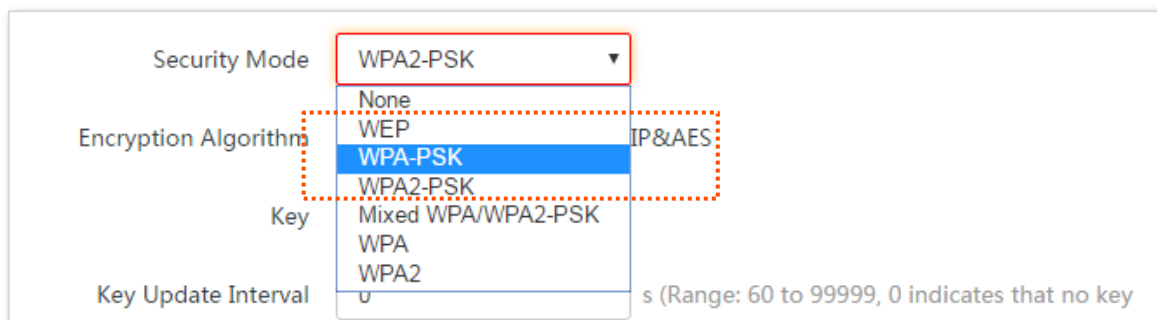 Security Mode WPA2-PSK
None
Encryption Algorithm WEP IP&AES
WPA-PSK
WPA2-PSK
Key Mixed WPA/WPA2-PSK
WPA
WPA2
Key Update Interval 0 s (Range: 60 to 99999, 0 indicates that no key